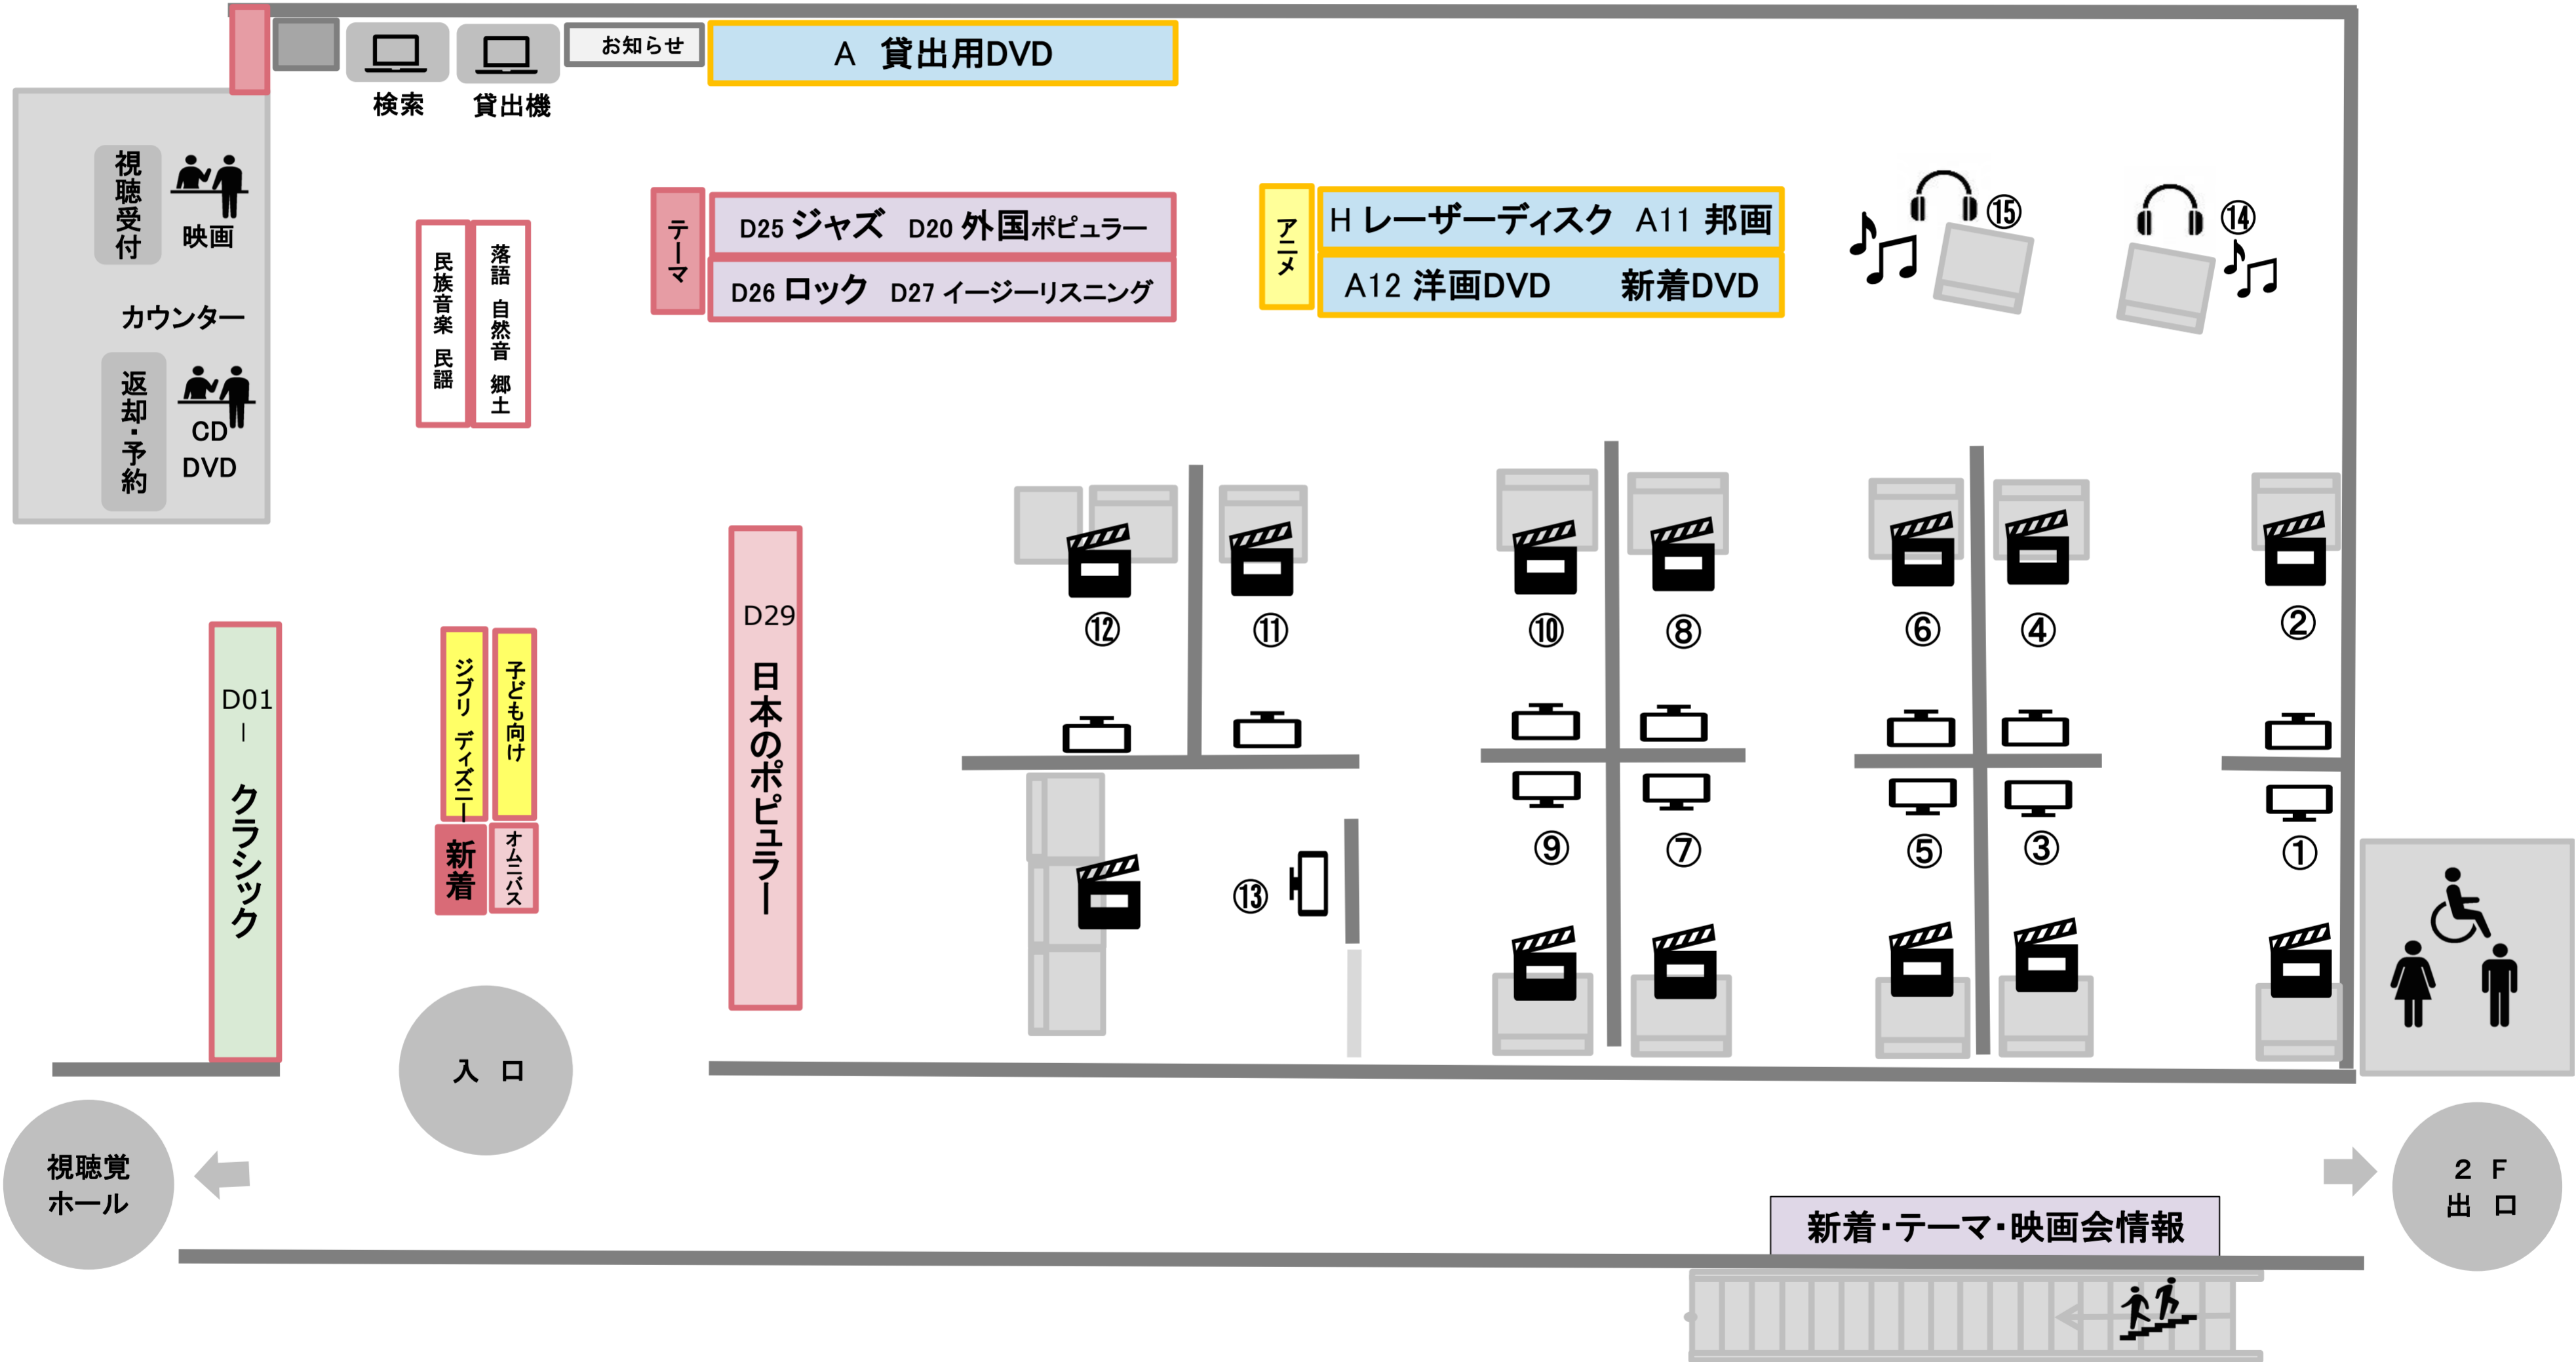 お知らせ
A 貸出用DVD
検索
貸出機
視聴受付
映画
カウンター
返却・予約
CD
DVD
民族音楽 民謡
落語 自然音 郷土
テーマ
D25 ジャズ D20 外国ポピュラー
D26 ロック D27 イージーリスニング
アニメ
H レーザーディスク A11 邦画
A12 洋画DVD 新着DVD
⑮
⑭
D01
| クラシック
ジブリ ディズニー
子ども向け
新着
オムニバス
D29
日本のポピュラー
⑫
⑪
⑩
⑧
⑥
④
②
⑬
⑨
⑦
⑤
③
①
入 口
視聴覚
ホール
2 F
出 口
新着・テーマ・映画会情報